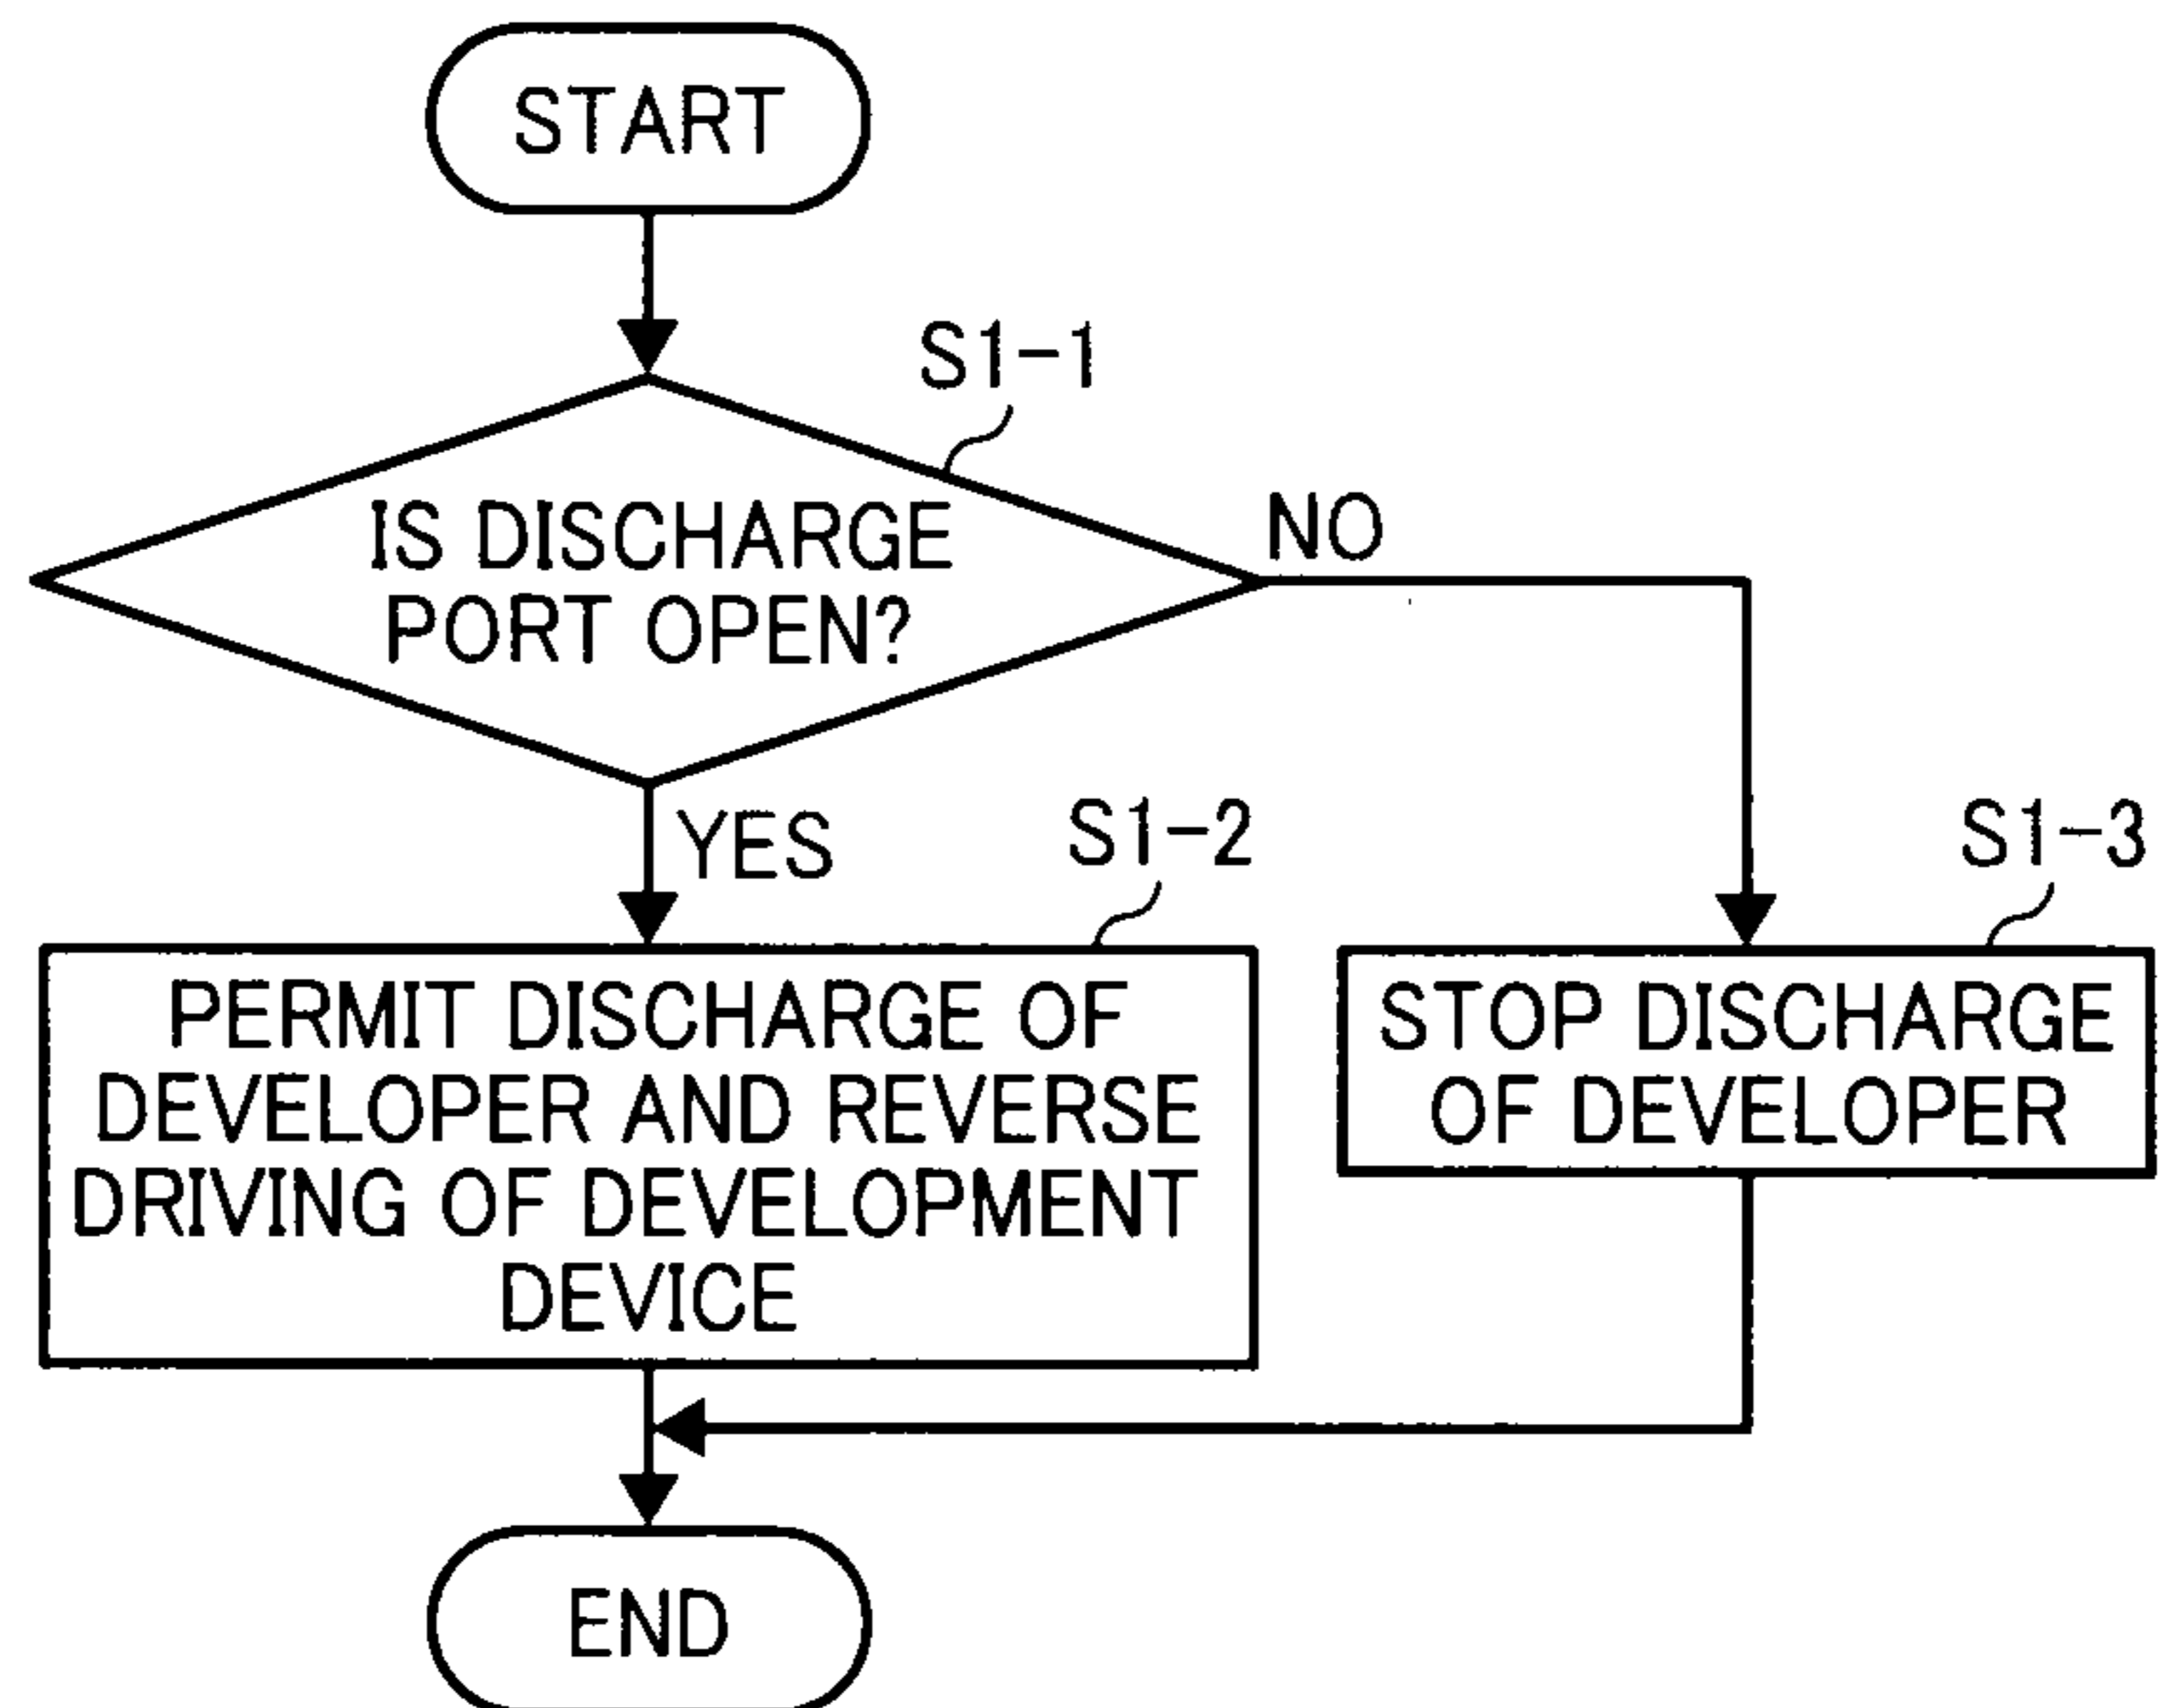 START
S1-1
IS DISCHARGE
PORT OPEN?
NO
YES
S1-2
S1-3
PERMIT DISCHARGE OF
DEVELOPER AND REVERSE
DRIVING OF DEVELOPMENT
DEVICE
STOP DISCHARGE
OF DEVELOPER
END